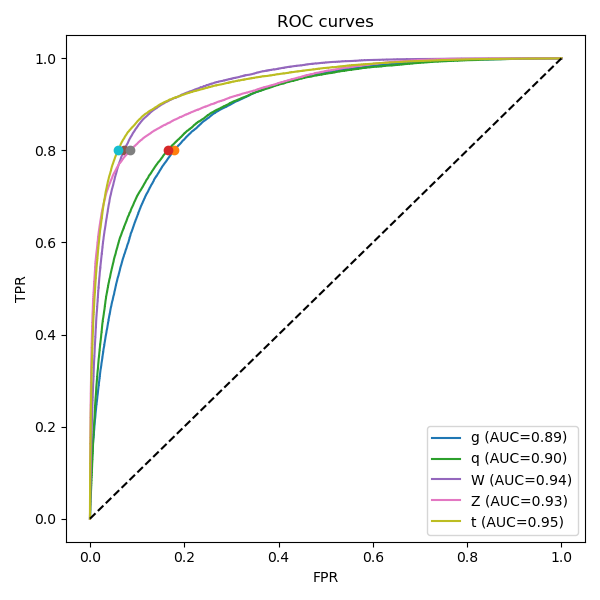 ROC curves
1.0
0.8
0.6
0.4
0.2
0.0
TPR
g (AUC=0.89)
q (AUC=0.90)
W (AUC=0.94)
Z (AUC=0.93)
t (AUC=0.95)
0.0 0.2 0.4 0.6 0.8 1.0
FPR